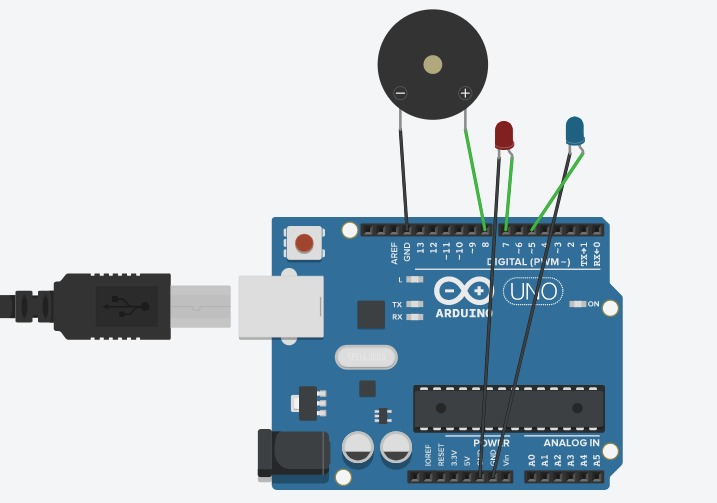 AREF
GND
13
12
~11
~10
~9
8
7
~6
~5
4
~3
2
TX→1
RX←0
DIGITAL (PWM ~)
L
TX
RX
UNO
ARDUINO
ON
POWER
ANALOG IN
IOREF
RESET
3.3V
5V
GND
GND
Vin
A0
A1
A2
A3
A4
A5